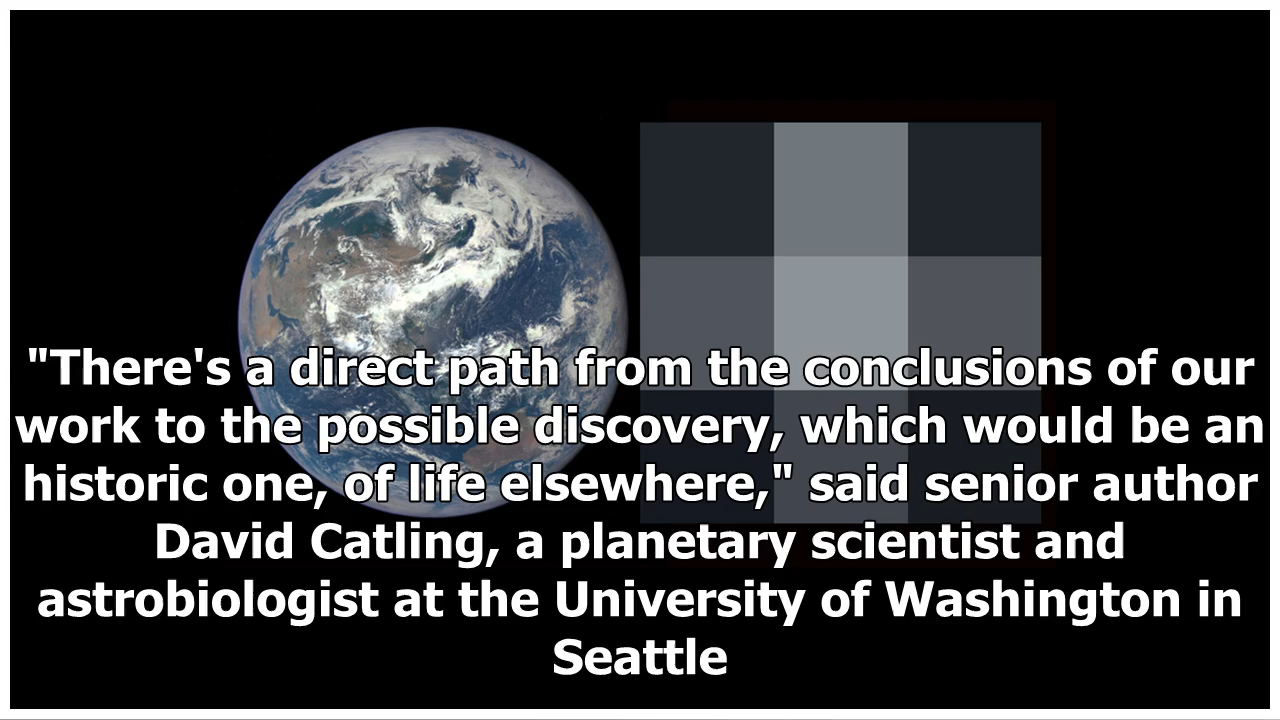 "There's a direct path from the conclusions of our
work to the possible discovery, which would be an
historic one, of life elsewhere," said senior author
David Catling, a planetary scientist and
astrobiologist at the University of Washington in
Seattle